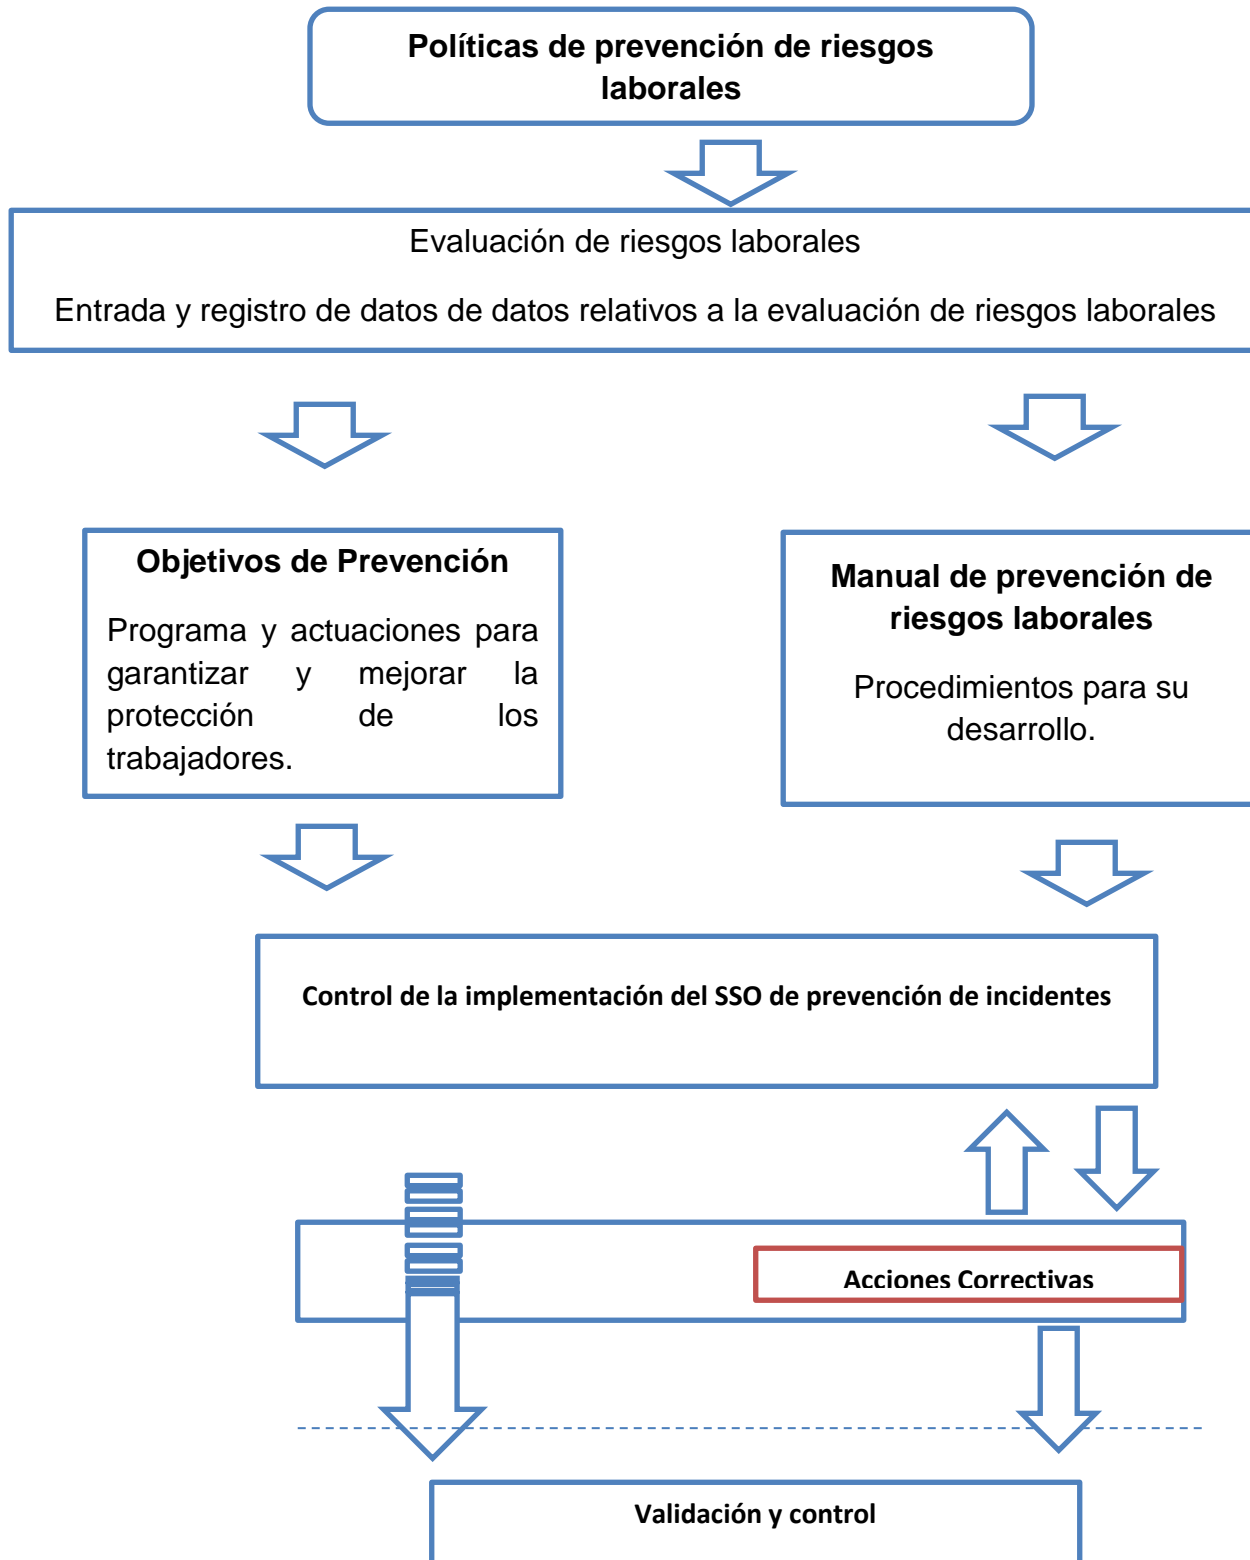 Políticas de prevención de riesgos
laborales
Evaluación de riesgos laborales
Entrada y registro de datos de datos relativos a la evaluación de riesgos laborales
Objetivos de Prevención
Programa y actuaciones para
garantizar y mejorar la
protección de los
trabajadores.
Manual de prevención de
riesgos laborales
Procedimientos para su
desarrollo.
Control de la implementación del SSO de prevención de incidentes
Acciones Correctivas
Validación y control